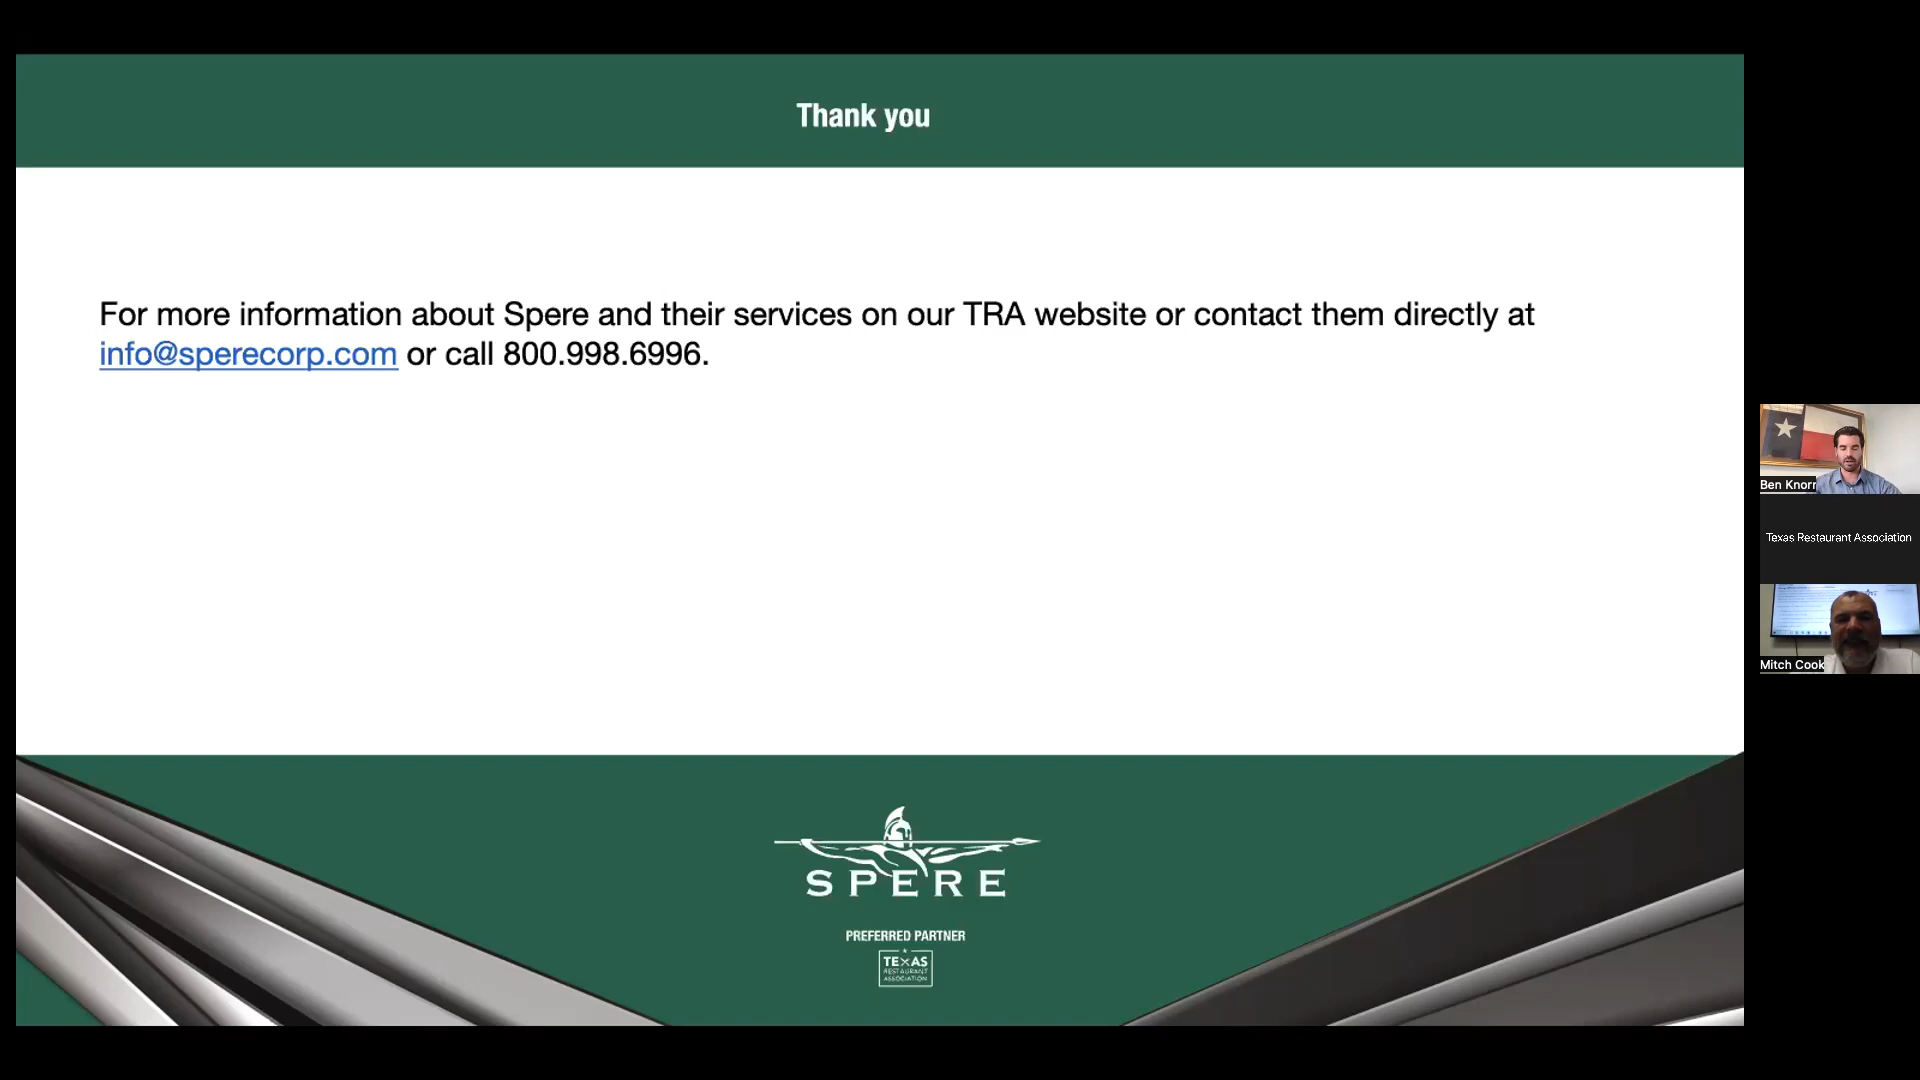 Thank you
For more information about Spere and their services on our TRA website or contact them directly at
info@sperecorp.com or call 800.998.6996.
SPERE
PREFERRED PARTNER
TEXAS
RESTAURANT
ASSOCIATION
Ben Knorr
Texas Restaurant Association
Mitch Cook